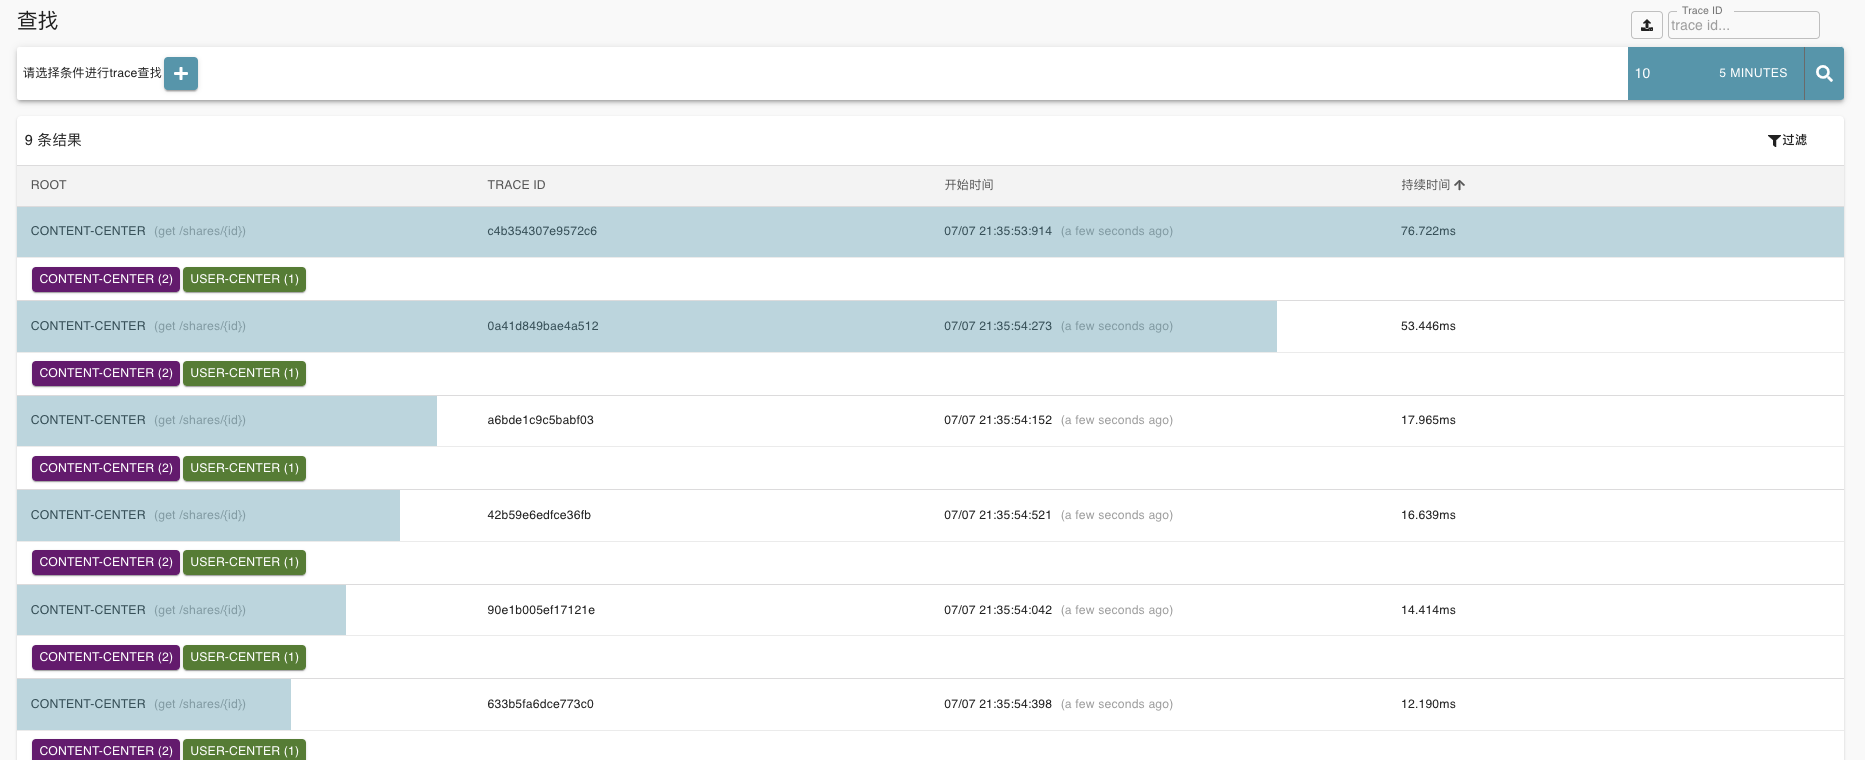 查找
Trace ID
trace id...
请选择条件进行trace查找
10 5 MINUTES
9 条结果 过滤
ROOT TRACE ID 开始时间 持续时间
CONTENT-CENTER (get /shares/{id}) c4b354307e9572c6 07/07 21:35:53:914 (a few seconds ago) 76.722ms
CONTENT-CENTER (2) USER-CENTER (1)
CONTENT-CENTER (get /shares/{id}) 0a41d849bae4a512 07/07 21:35:54:273 (a few seconds ago) 53.446ms
CONTENT-CENTER (2) USER-CENTER (1)
CONTENT-CENTER (get /shares/{id}) a6bde1c9c5babf03 07/07 21:35:54:152 (a few seconds ago) 17.965ms
CONTENT-CENTER (2) USER-CENTER (1)
CONTENT-CENTER (get /shares/{id}) 42b59e6edfce36fb 07/07 21:35:54:521 (a few seconds ago) 16.639ms
CONTENT-CENTER (2) USER-CENTER (1)
CONTENT-CENTER (get /shares/{id}) 90e1b005ef17121e 07/07 21:35:54:042 (a few seconds ago) 14.414ms
CONTENT-CENTER (2) USER-CENTER (1)
CONTENT-CENTER (get /shares/{id}) 633b5fa6dce773c0 07/07 21:35:54:398 (a few seconds ago) 12.190ms
CONTENT-CENTER (2) USER-CENTER (1)